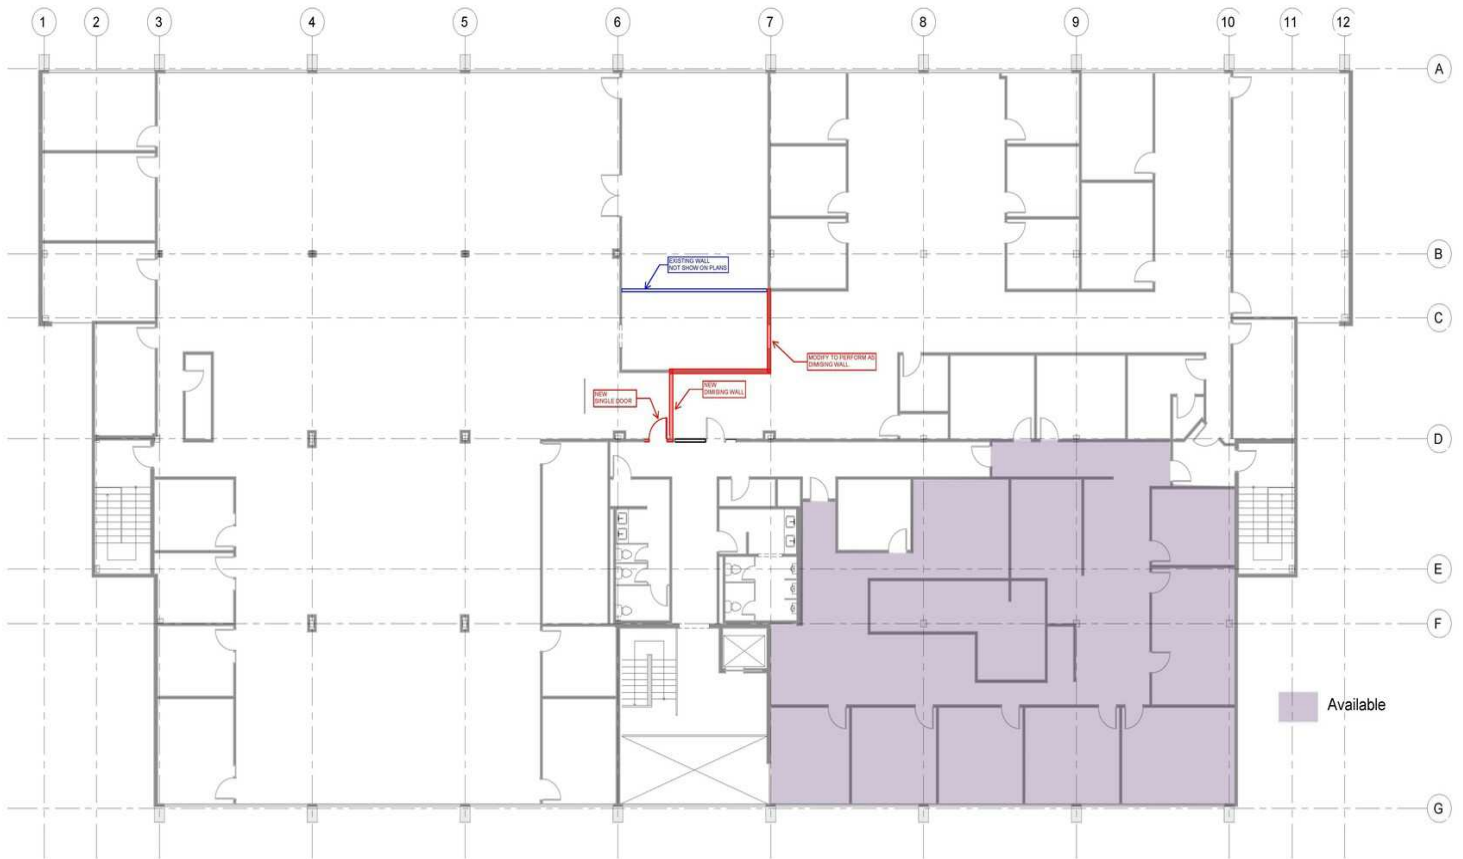 1 2 3 4 5 6 7 8 9 10 11 12
A
B
EXISTING WALL
NOT SHOW ON PLANS
C
MODIFY TO PERFORM AS
DIMISING WALL
NEW
DIMISING WALL
NEW
SINGLE DOOR
D
E
F
Available
G